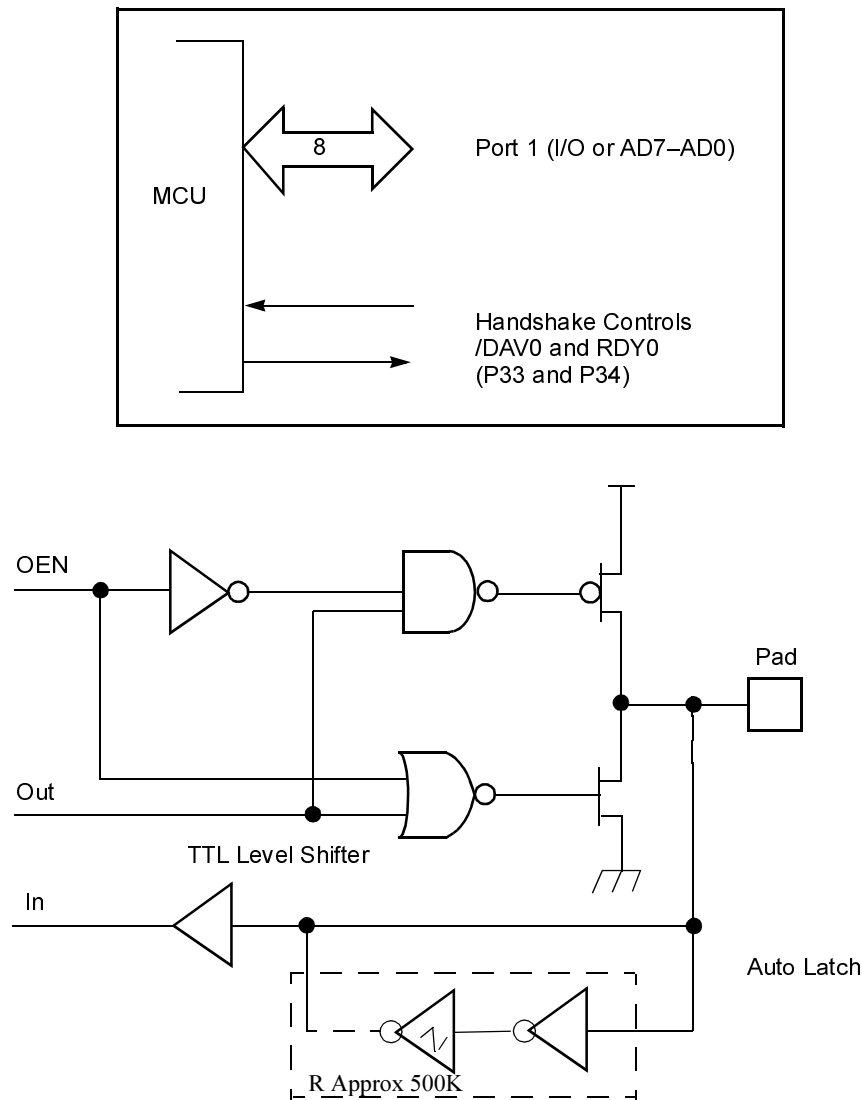 8
Port 1 (I/O or AD7–AD0)
MCU
Handshake Controls
/DAV0 and RDY0
(P33 and P34)
OEN
Pad
Out
TTL Level Shifter
In
Auto Latch
R Approx 500K